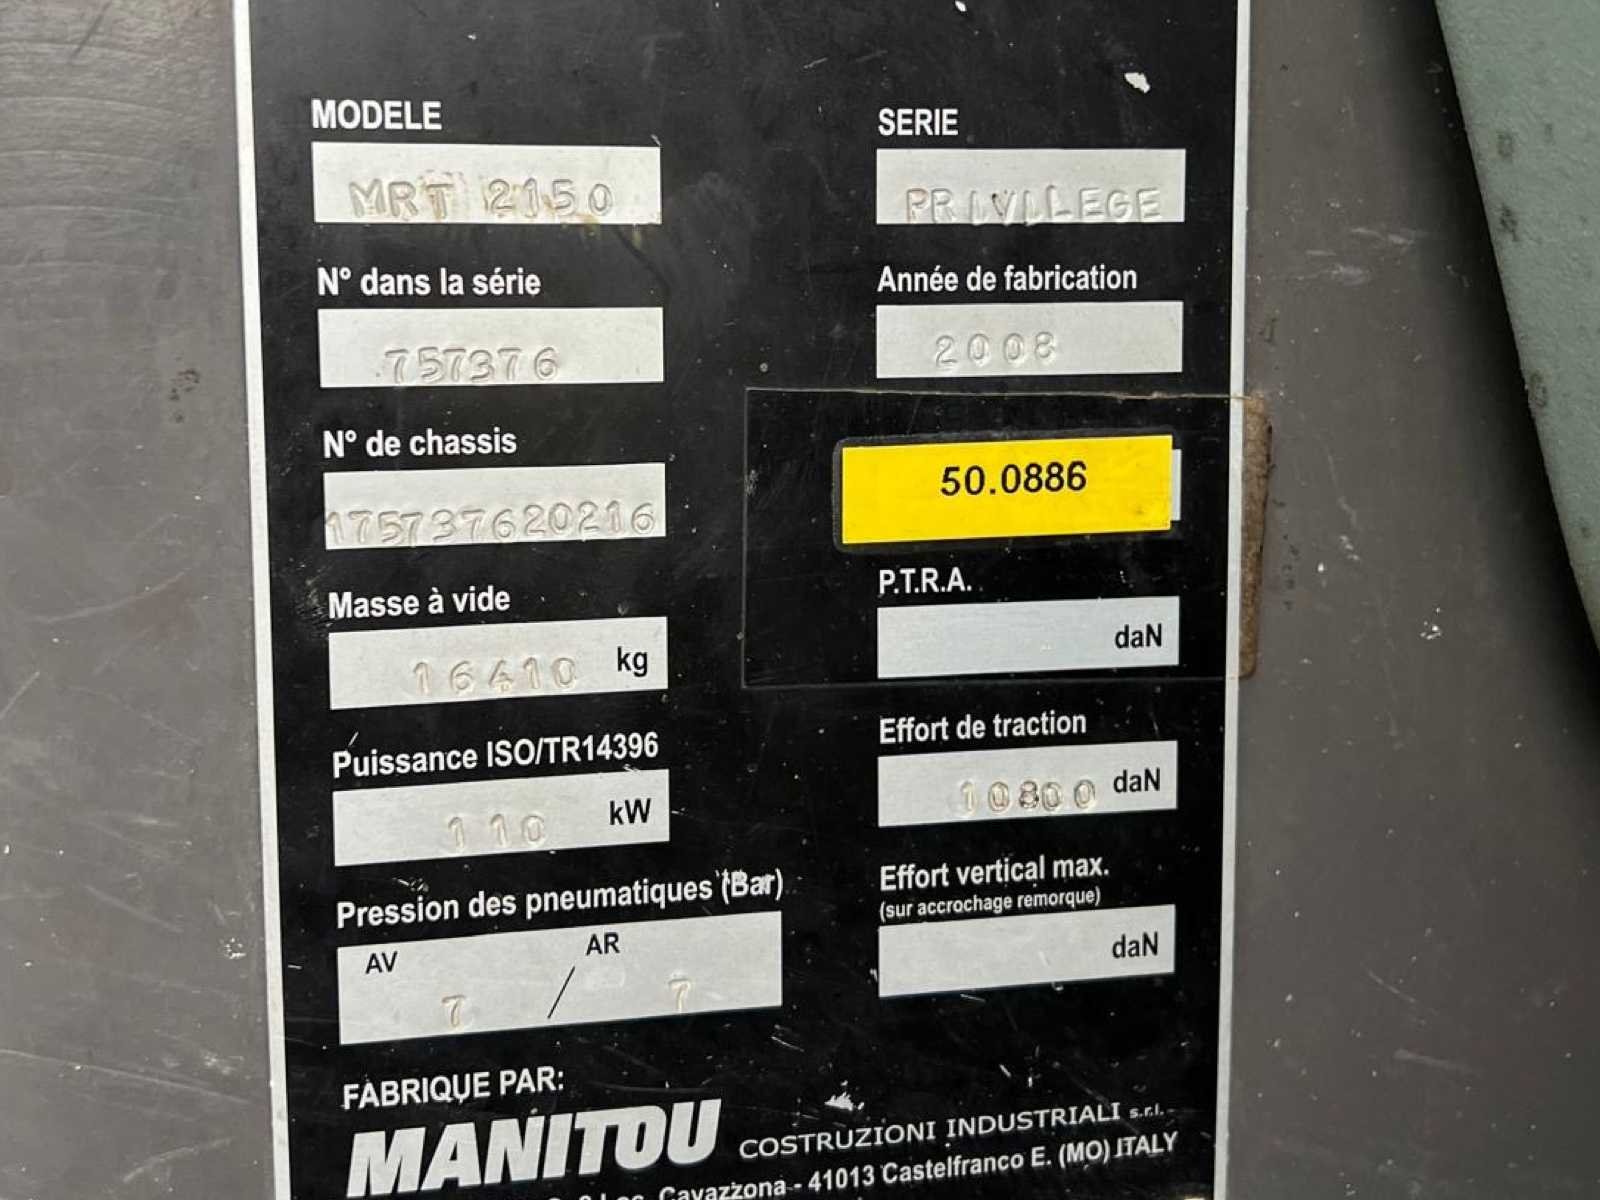 MODELE
MRT 2150
SERIE
PRIVILEGE
N° dans la série
757376
Année de fabrication
2008
N° de chassis
175737620216
50.0886
Masse à vide
16410 kg
P.T.R.A.
daN
Puissance ISO/TR14396
110 kW
Effort de traction
10800 daN
Pression des pneumatiques (Bar)
AV AR
7 / 7
Effort vertical max.
(sur accrochage remorque)
daN
FABRIQUE PAR:
MANITOU COSTRUZIONI INDUSTRIALI s.r.l.
Cavazzona - 41013 Castelfranco E. (MO) ITALY